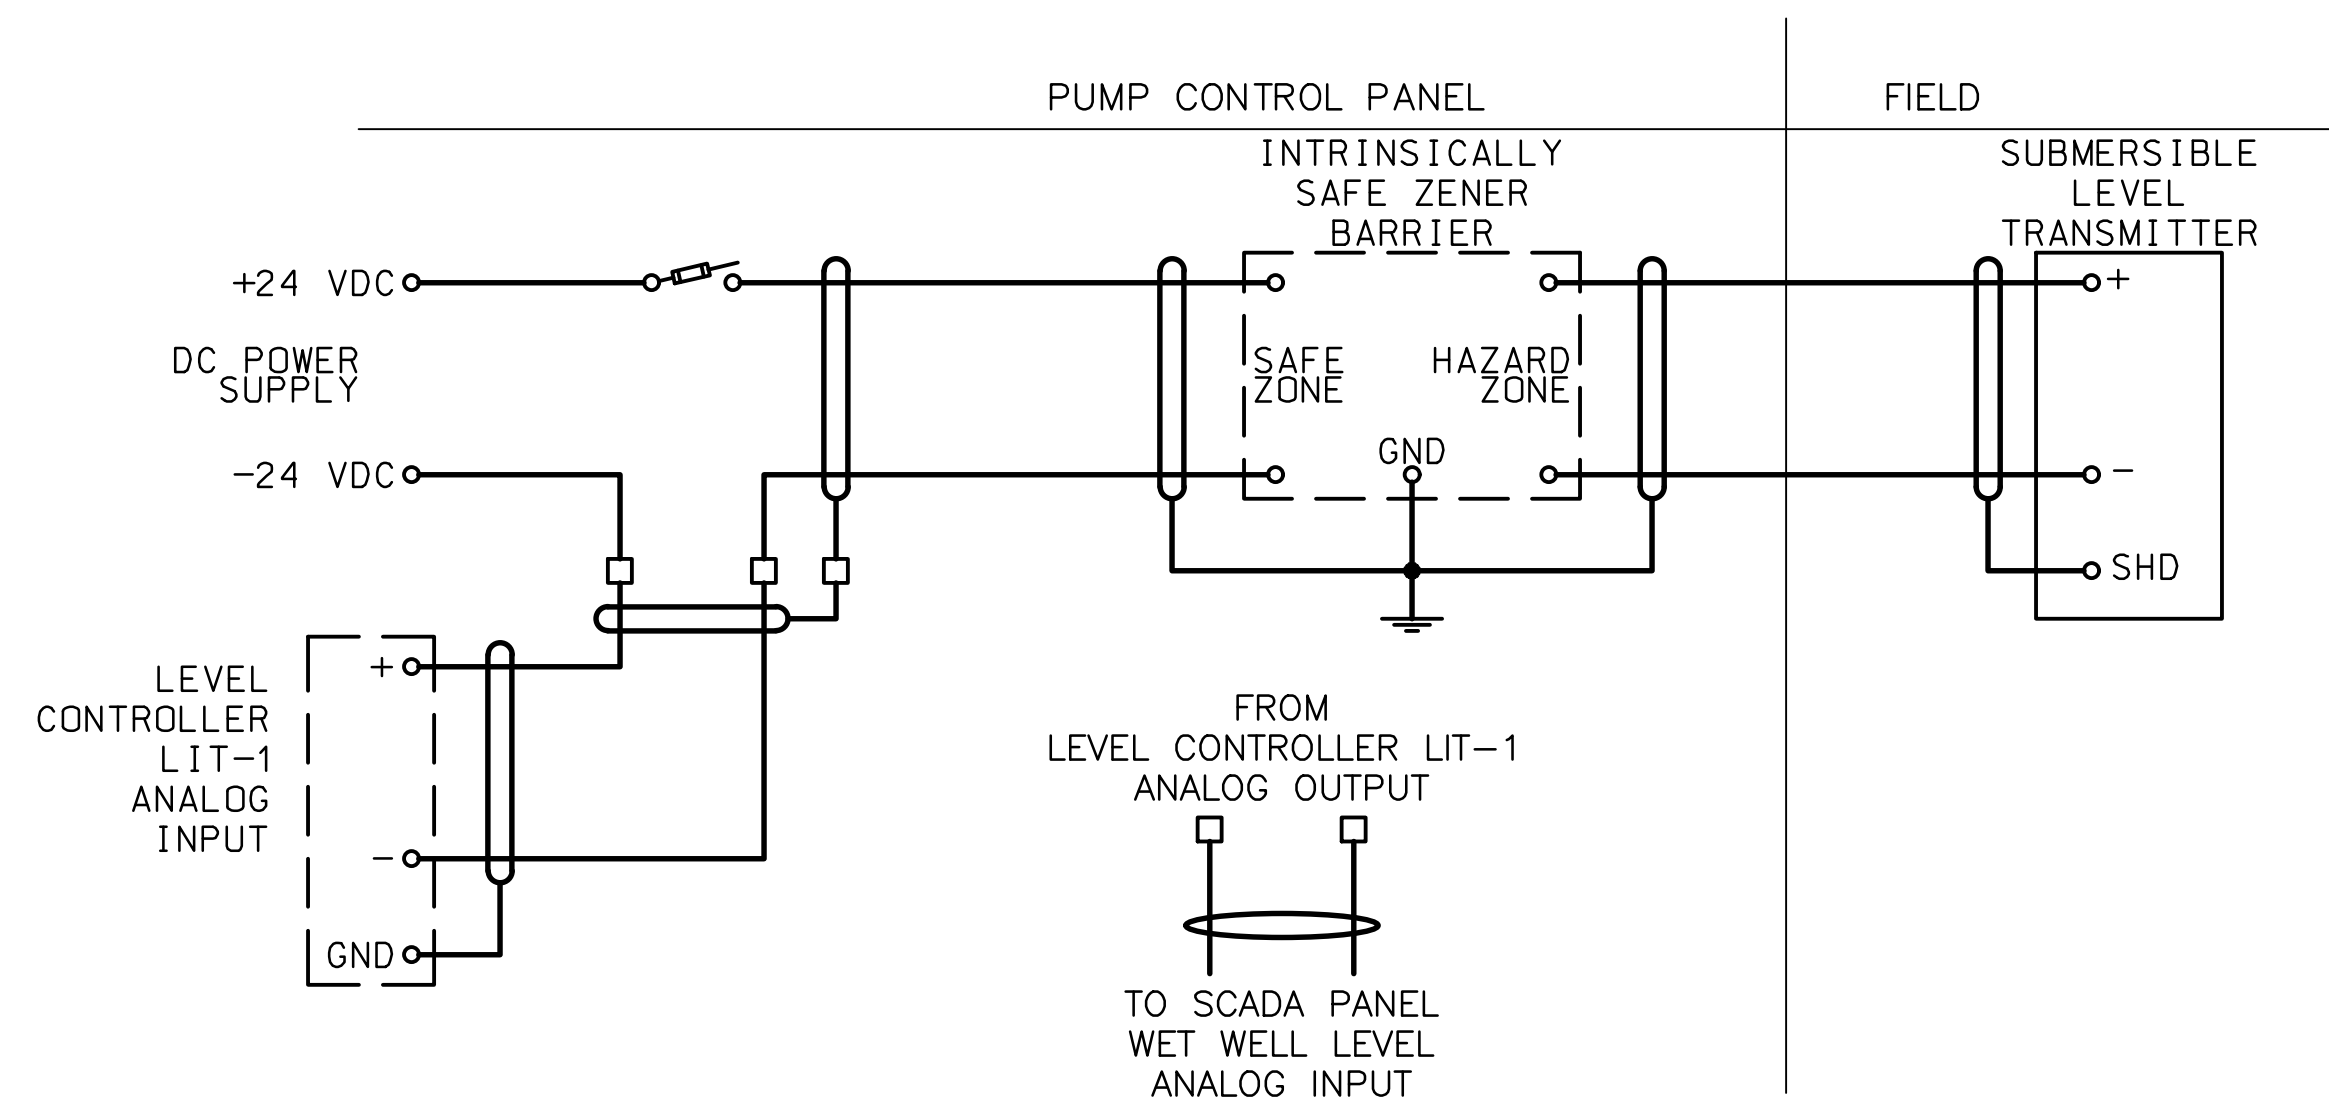 PUMP CONTROL PANEL
FIELD
INTRINSICALLY
SAFE ZENER
BARRIER
SUBMERSIBLE
LEVEL
TRANSMITTER
+24 VDC
+
DC POWER
SUPPLY
SAFE
ZONE
HAZARD
ZONE
-24 VDC
GND
-
SHD
LEVEL
CONTROLLER
LIT-1
ANALOG
INPUT
+
-
GND
FROM
LEVEL CONTROLLER LIT-1
ANALOG OUTPUT
TO SCADA PANEL
WET WELL LEVEL
ANALOG INPUT